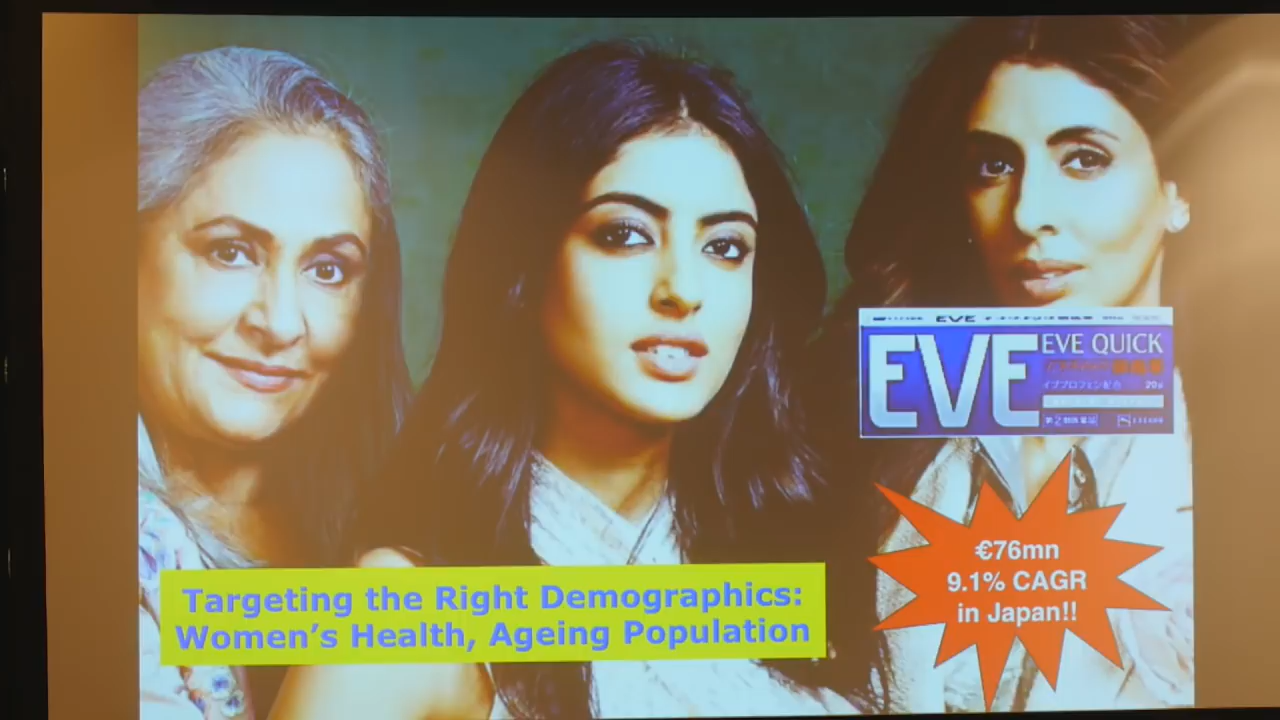 EVE
EVE
EVE QUICK
イブプロフェン配合
Targeting the Right Demographics:
Women's Health, Ageing Population
€76mn
9.1% CAGR
in Japan!!